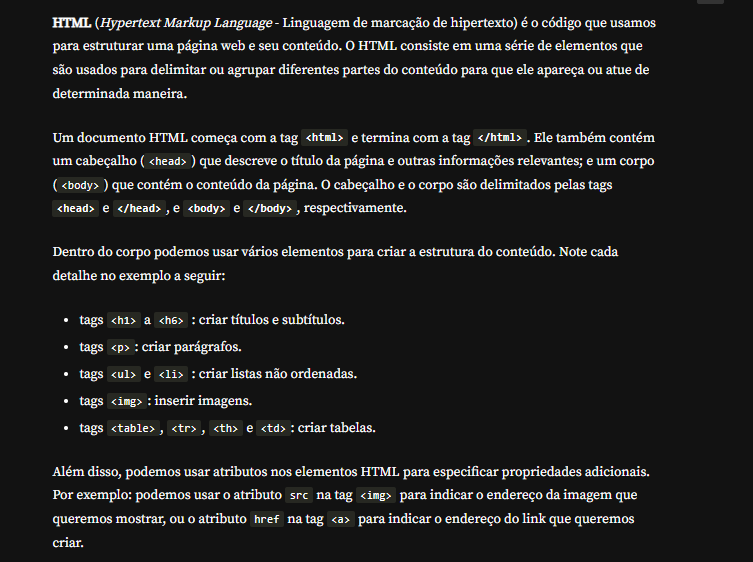 HTML (Hypertext Markup Language - Linguagem de marcação de hipertexto) é o código que usamos
para estruturar uma página web e seu conteúdo. O HTML consiste em uma série de elementos que
são usados para delimitar ou agrupar diferentes partes do conteúdo para que ele apareça ou atue de
determinada maneira.
Um documento HTML começa com a tag <html> e termina com a tag </html>. Ele também contém
um cabeçalho (<head>) que descreve o título da página e outras informações relevantes; e um corpo
(<body>) que contém o conteúdo da página. O cabeçalho e o corpo são delimitados pelas tags
<head> e </head>, e <body> e </body>, respectivamente.
Dentro do corpo podemos usar vários elementos para criar a estrutura do conteúdo. Note cada
detalhe no exemplo a seguir:
• tags <h1> a <h6> : criar títulos e subtítulos.
• tags <p>: criar parágrafos.
• tags <ul> e <li> : criar listas não ordenadas.
• tags <img>: inserir imagens.
• tags <table>, <tr>, <th> e <td>: criar tabelas.
Além disso, podemos usar atributos nos elementos HTML para especificar propriedades adicionais.
Por exemplo: podemos usar o atributo src na tag <img> para indicar o endereço da imagem que
queremos mostrar, ou o atributo href na tag <a> para indicar o endereço do link que queremos
criar.